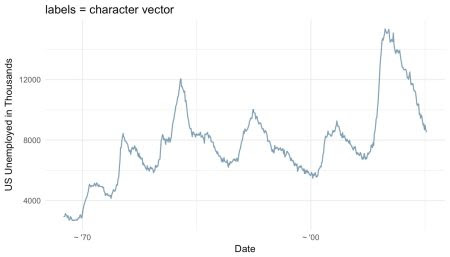 labels = character vector
US Unemployed in Thousands
12000
8000
4000
~ '70
~ '00
Date